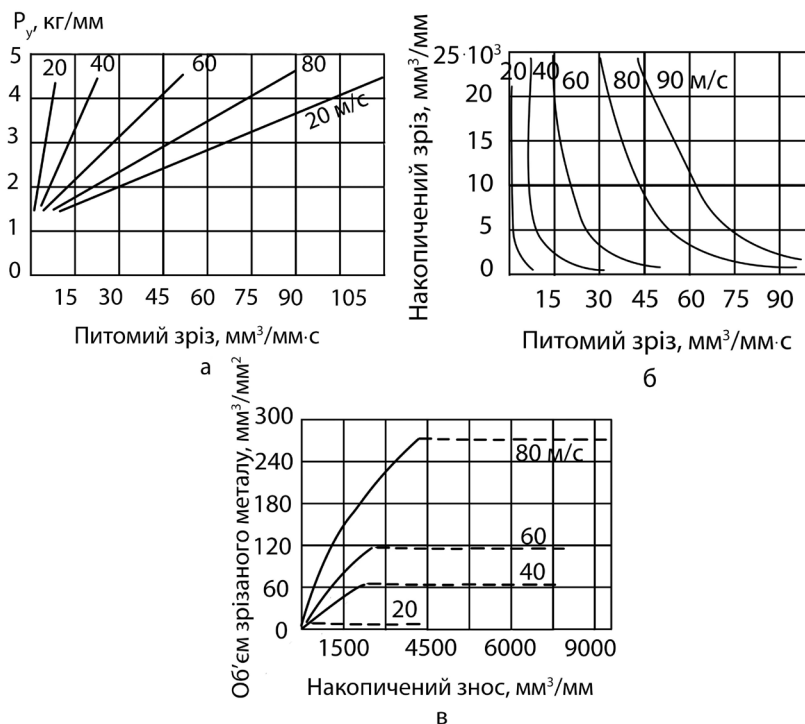 Pᵧ, кг/мм
5
4
3
2
1
0
20
40
60
80
20 м/с
15 30 45 60 75 90 105
Питомий зріз, мм³/мм·с
а
Накопичений зріз, мм³/мм
25·10³
20
15
10
5
0
20 40 60 80 90 м/с
15 30 45 60 75 90
Питомий зріз, мм³/мм·с
б
Об’єм зрізаного металу, мм³/мм²
300
240
180
120
60
0
80 м/с
60
40
20
1500 4500 6000 9000
Накопичений знос, мм³/мм
в